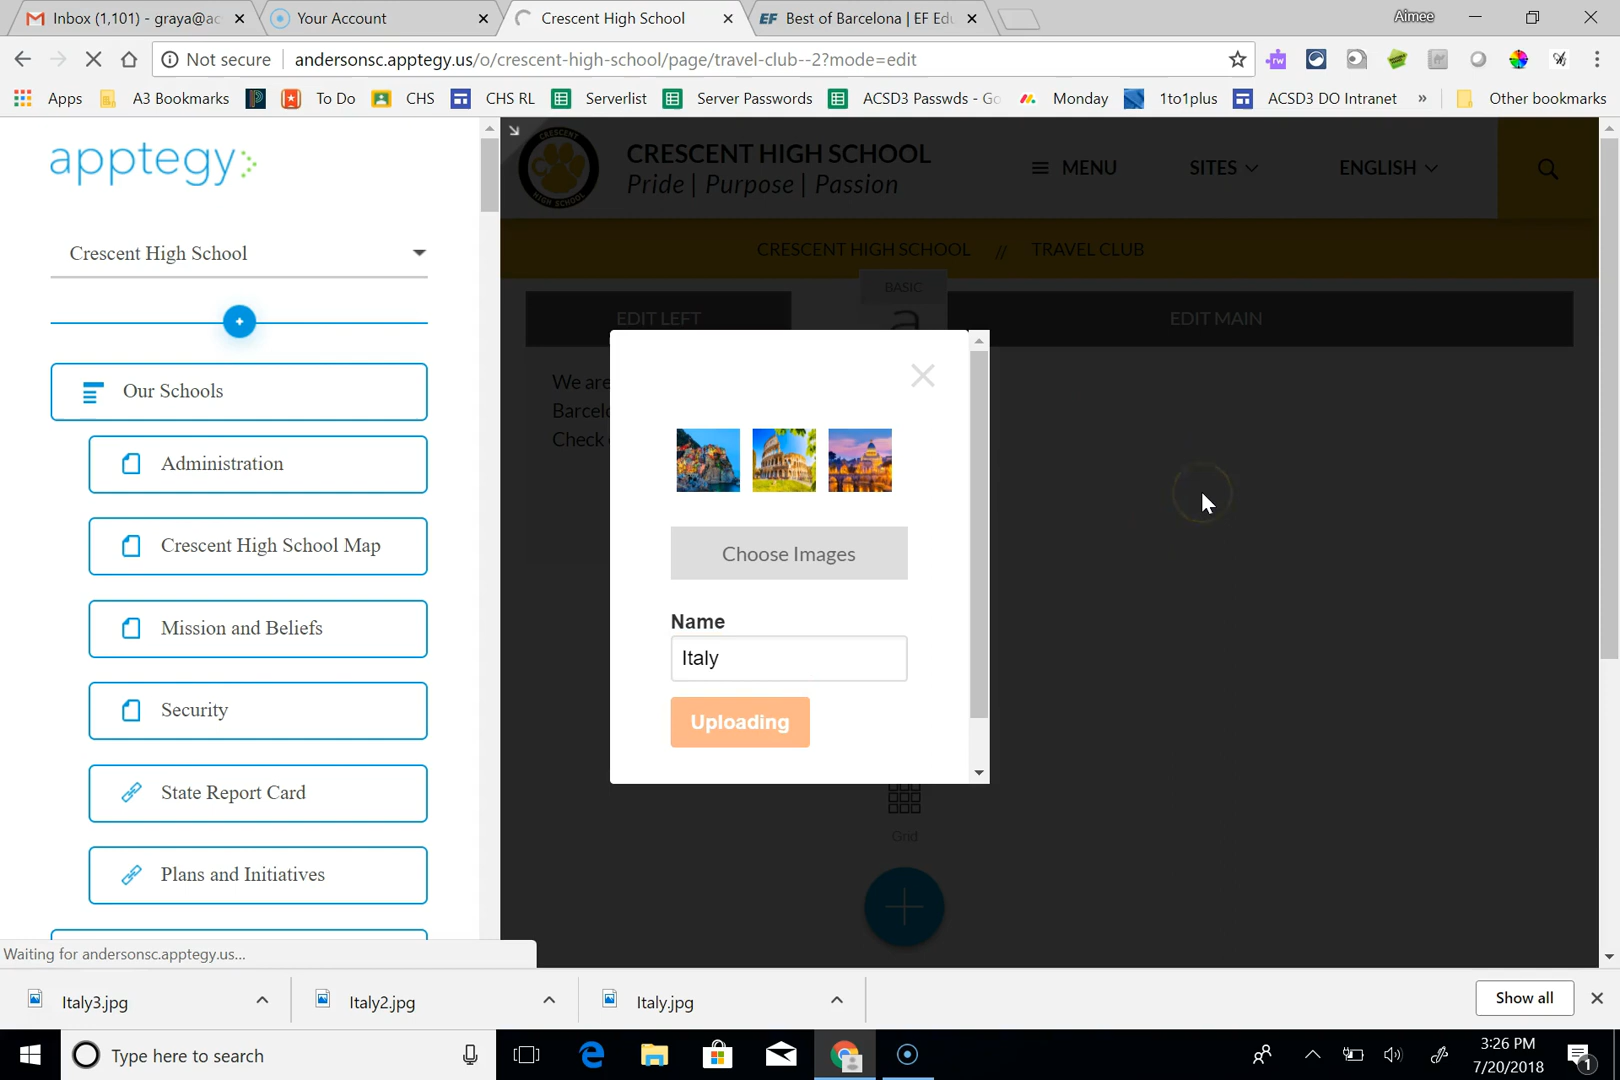 Inbox (1,101) - graya@ac
Your Account
Crescent High School
EF Best of Barcelona | EF Edu
Aimee
Not secure
andersonsc.apptegy.us/o/crescent-high-school/page/travel-club--2?mode=edit
Apps
A3 Bookmarks
To Do
CHS
CHS RL
Serverlist
Server Passwords
ACSD3 Passwds - Go
Monday
1to1plus
ACSD3 DO Intranet
»
Other bookmarks
apptegy
Crescent High School
Our Schools
Administration
Crescent High School Map
Mission and Beliefs
Security
State Report Card
Plans and Initiatives
Waiting for andersonsc.apptegy.us...
CRESCENT HIGH SCHOOL
Pride | Purpose | Passion
MENU
SITES
ENGLISH
CRESCENT HIGH SCHOOL // TRAVEL CLUB
BASIC
EDIT LEFT
EDIT MAIN
a
We are
Barcelo
Check
Choose Images
Name
Italy
Uploading
Grid
Italy3.jpg
Italy2.jpg
Italy.jpg
Show all
Type here to search
3:26 PM
7/20/2018
1